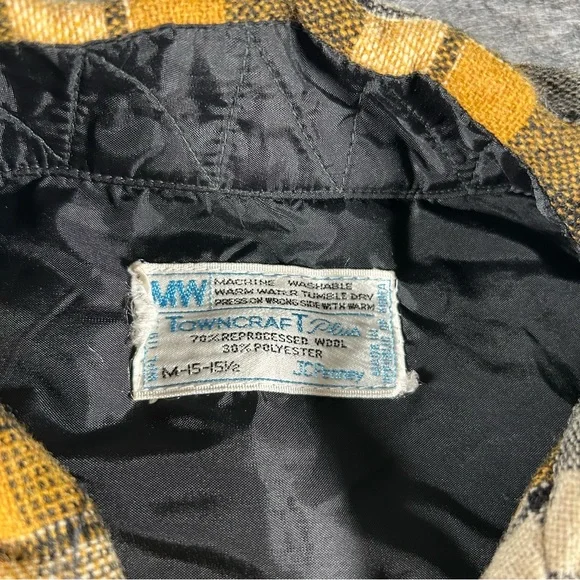 MW
MACHINE WASHABLE
WARM WATER TUMBLE DRY
PRESS ON WRONG SIDE WITH WARM
TOWNCRAFT Plus
70% REPROCESSED WOOL
30% POLYESTER
M-15-15½
JCPenney